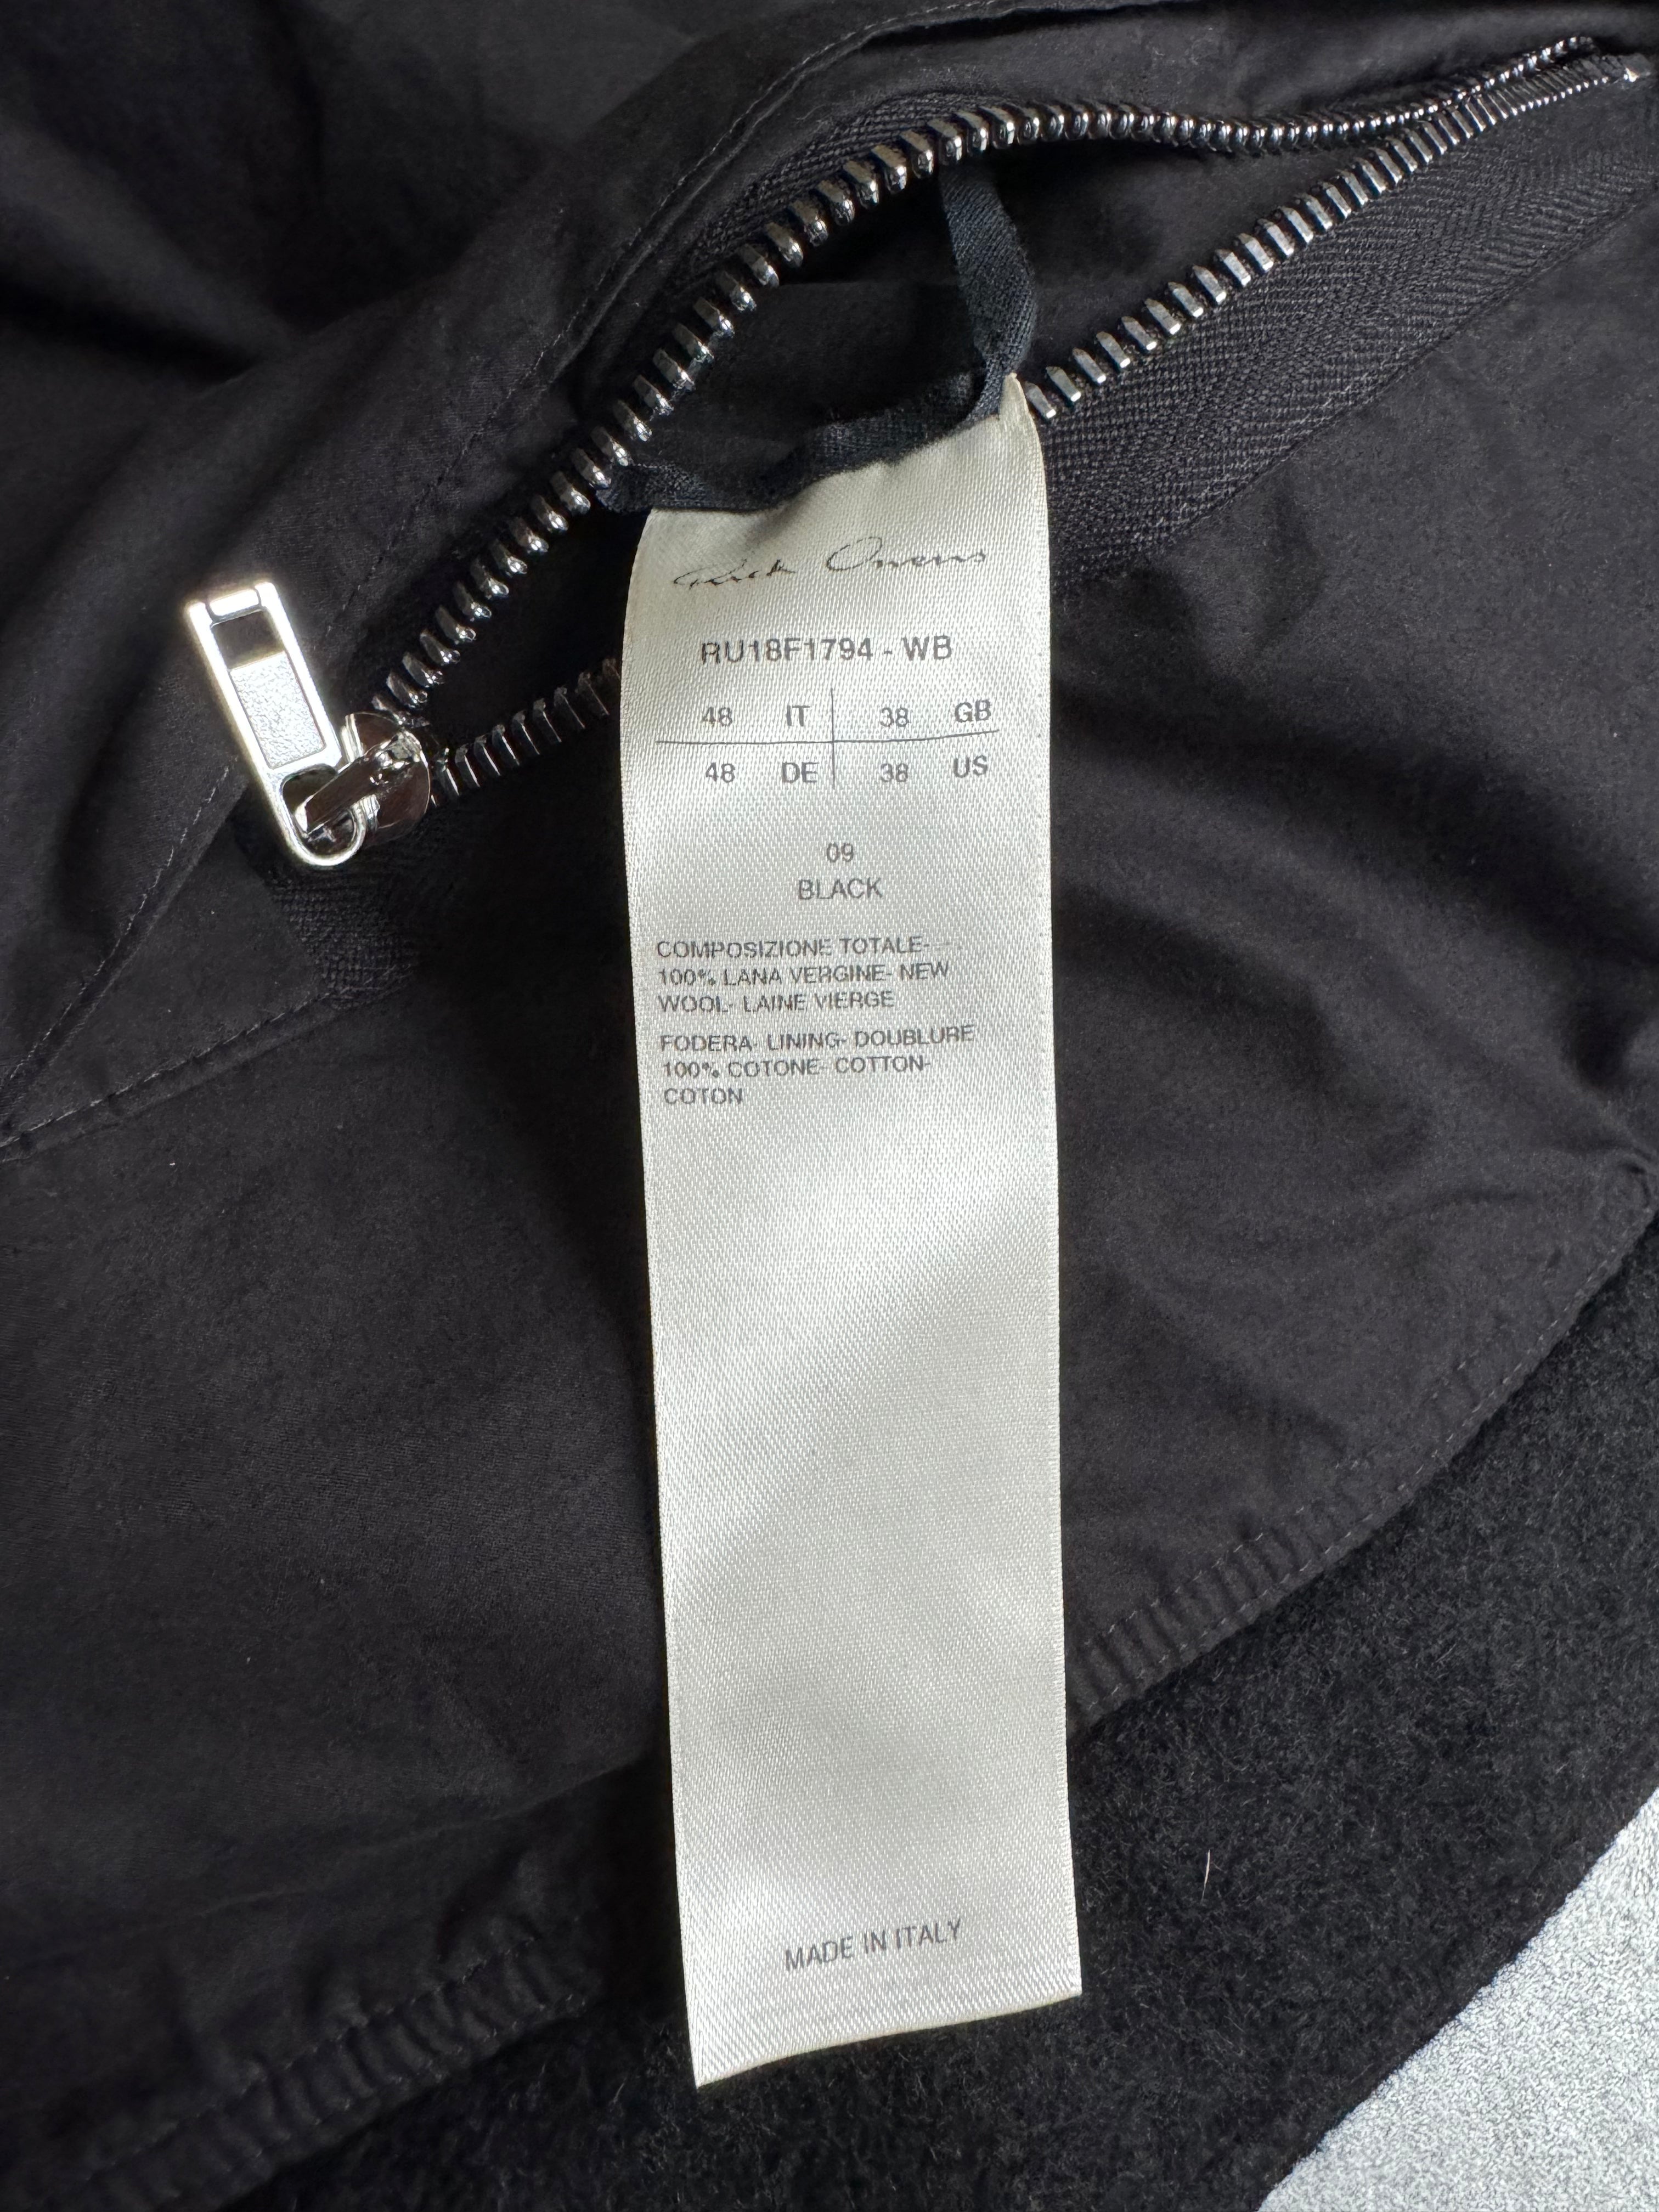 Rick Owens
RU18F1794 - WB
48 IT 38 GB
48 DE 38 US
09
BLACK
COMPOSIZIONE TOTALE-
100% LANA VERGINE- NEW
WOOL- LAINE VIERGE
FODERA- LINING- DOUBLURE
100% COTONE- COTTON-
COTON
MADE IN ITALY